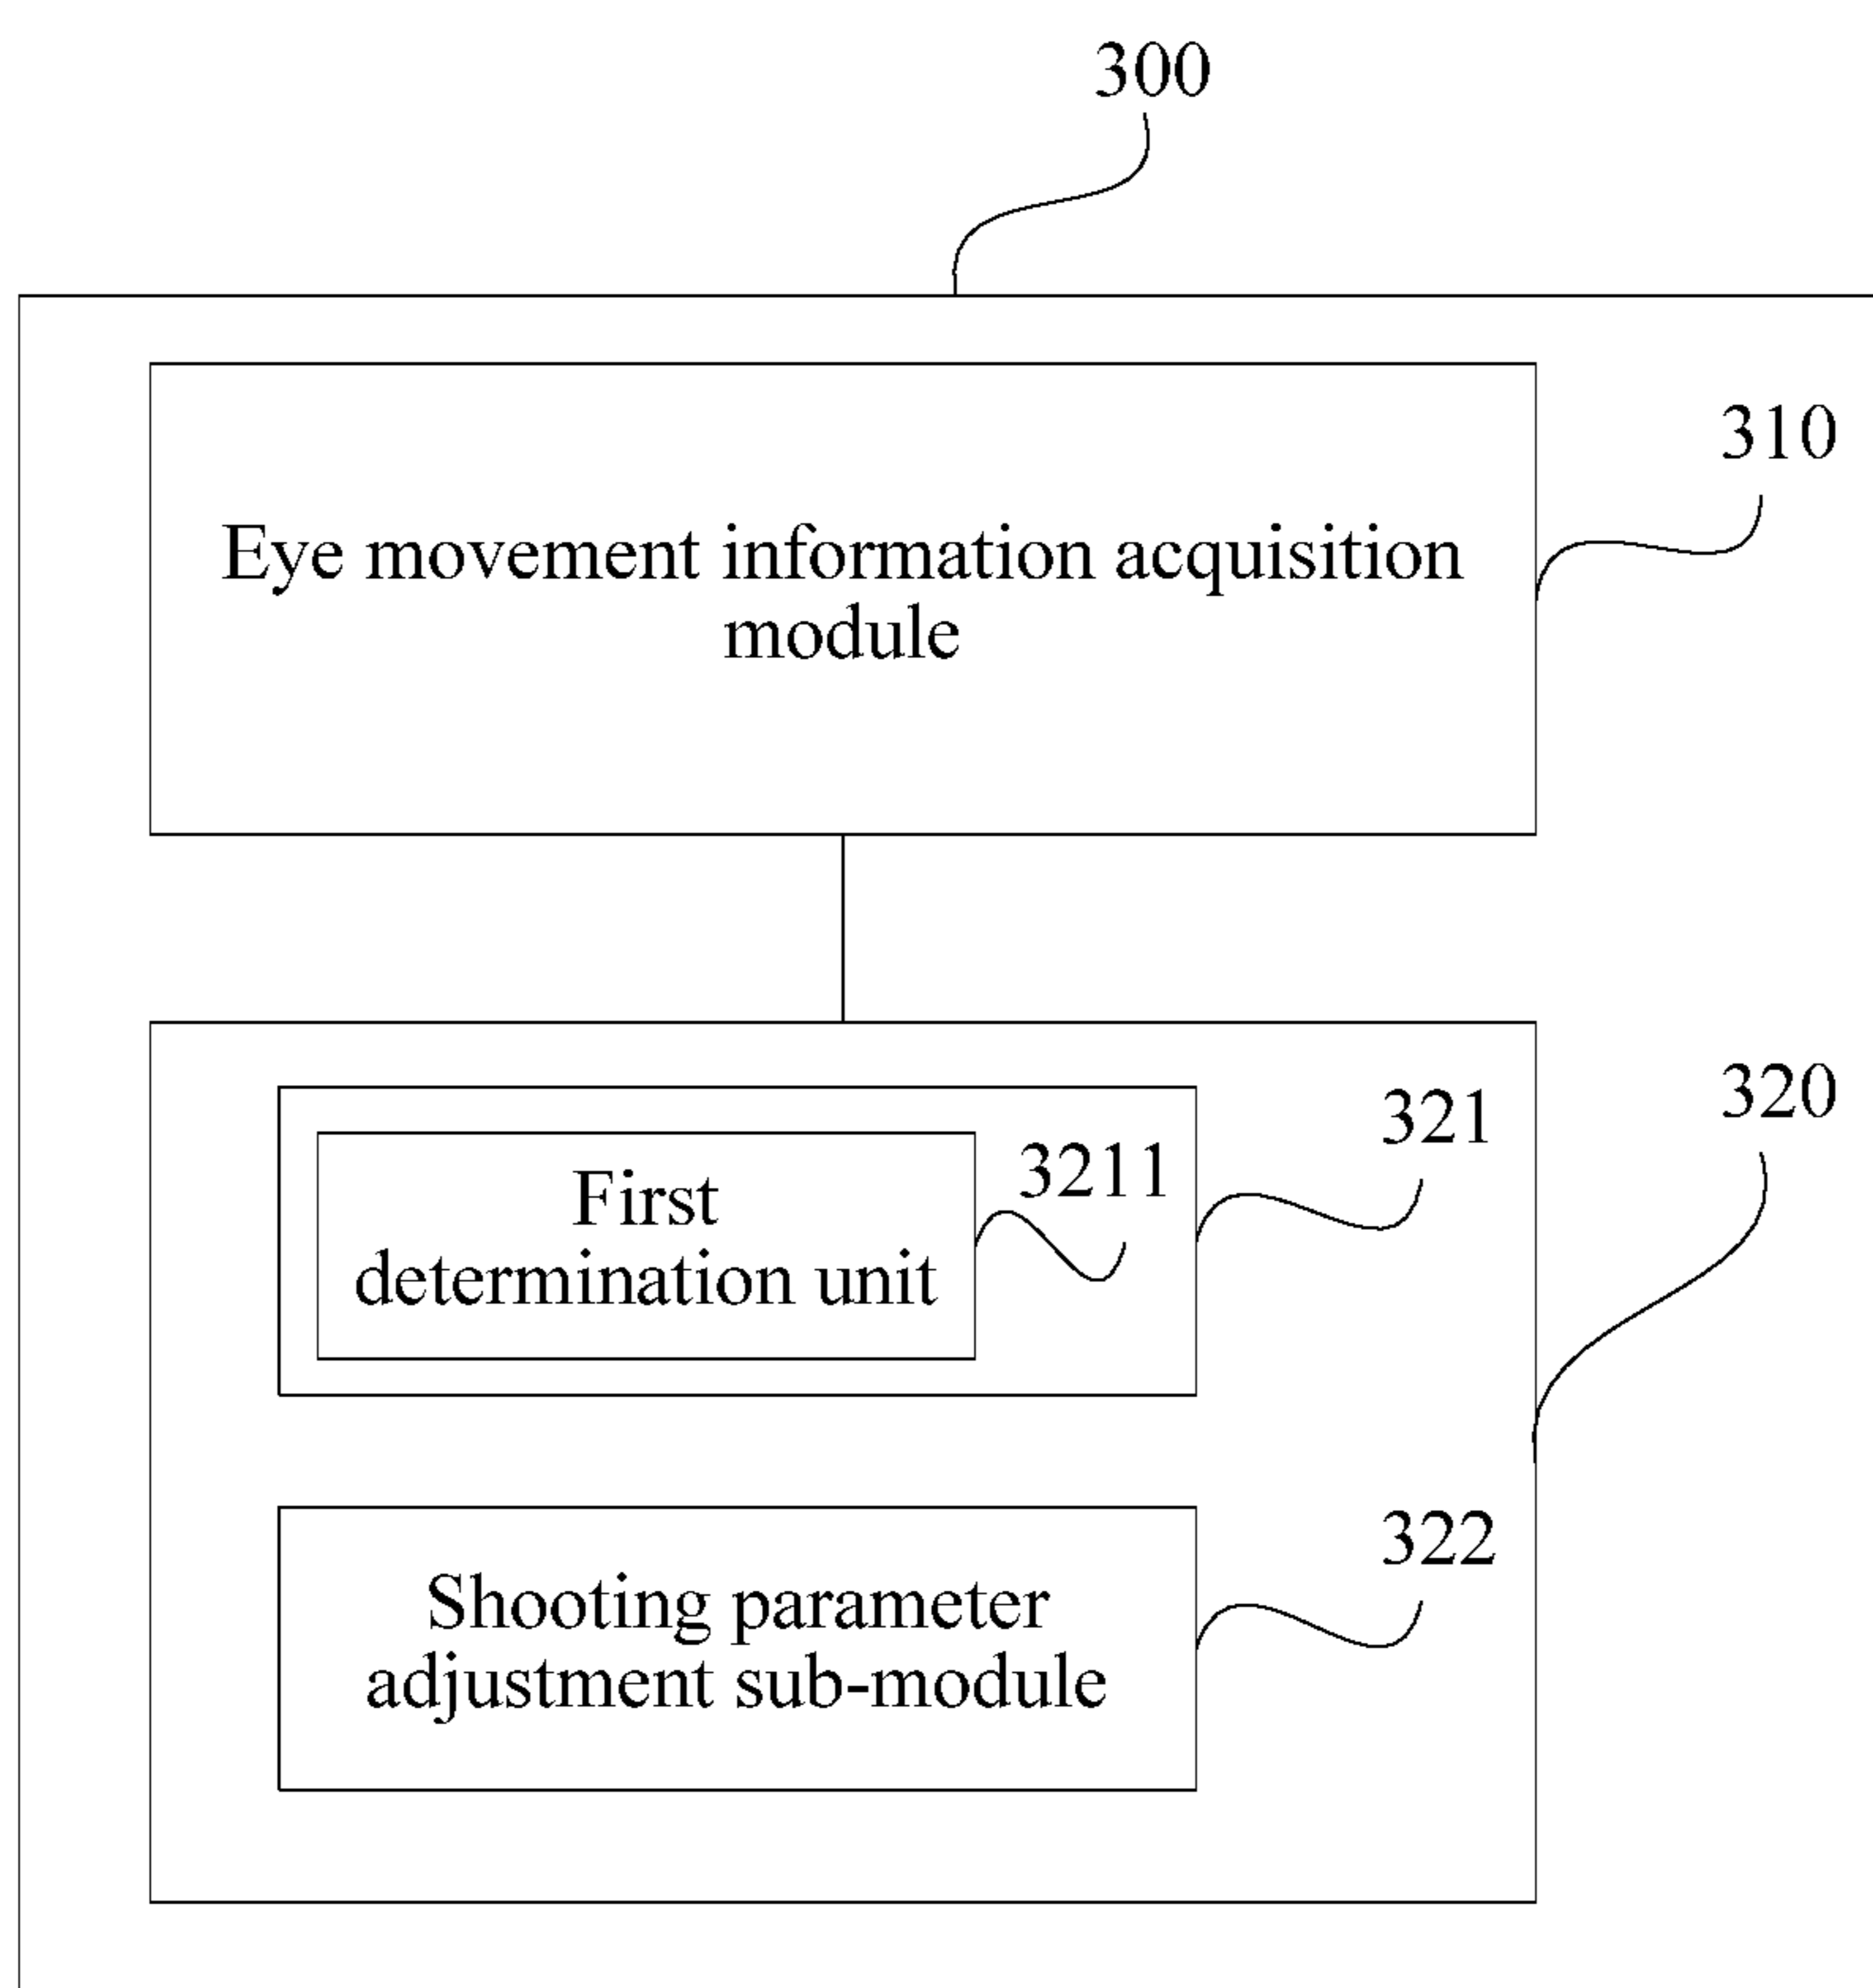 300
310
Eye movement information acquisition
module
320
321
3211
First
determination unit
322
Shooting parameter
adjustment sub-module